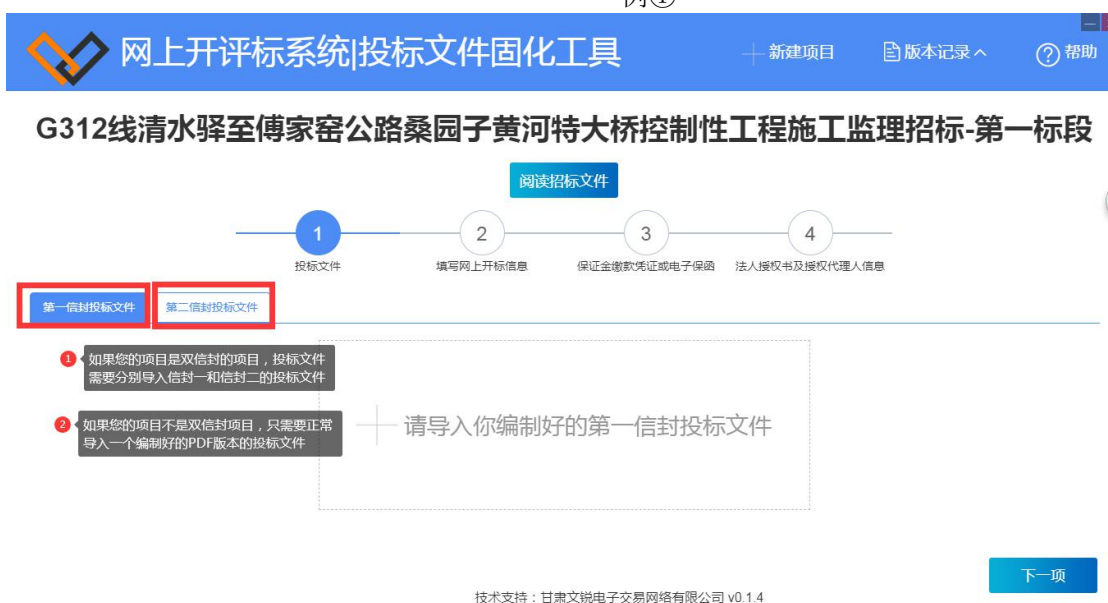 例①
网上开评标系统|投标文件固化工具
新建项目
版本记录
帮助
G312线清水驿至傅家窑公路桑园子黄河特大桥控制性工程施工监理招标-第一标段
阅读招标文件
1
2
3
4
投标文件
填写网上开标信息
保证金缴款凭证或电子保函
法人授权书及授权代理人信息
第一信封投标文件
第二信封投标文件
1 如果您的项目是双信封的项目，投标文件
需要分别导入信封一和信封二的投标文件
2 如果您的项目不是双信封项目，只需要正常
导入一个编制好的PDF版本的投标文件
请导入你编制好的第一信封投标文件
下一项
技术支持：甘肃文锐电子交易网络有限公司 v0.1.4